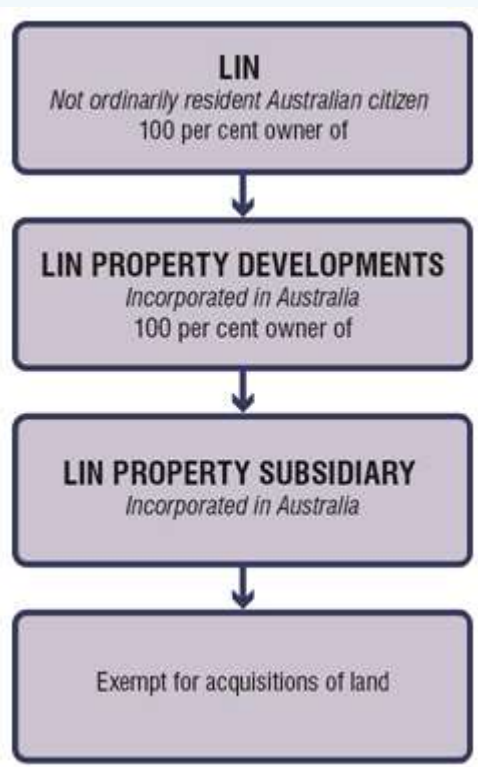 LIN
Not ordinarily resident Australian citizen
100 per cent owner of
LIN PROPERTY DEVELOPMENTS
Incorporated in Australia
100 per cent owner of
LIN PROPERTY SUBSIDIARY
Incorporated in Australia
Exempt for acquisitions of land